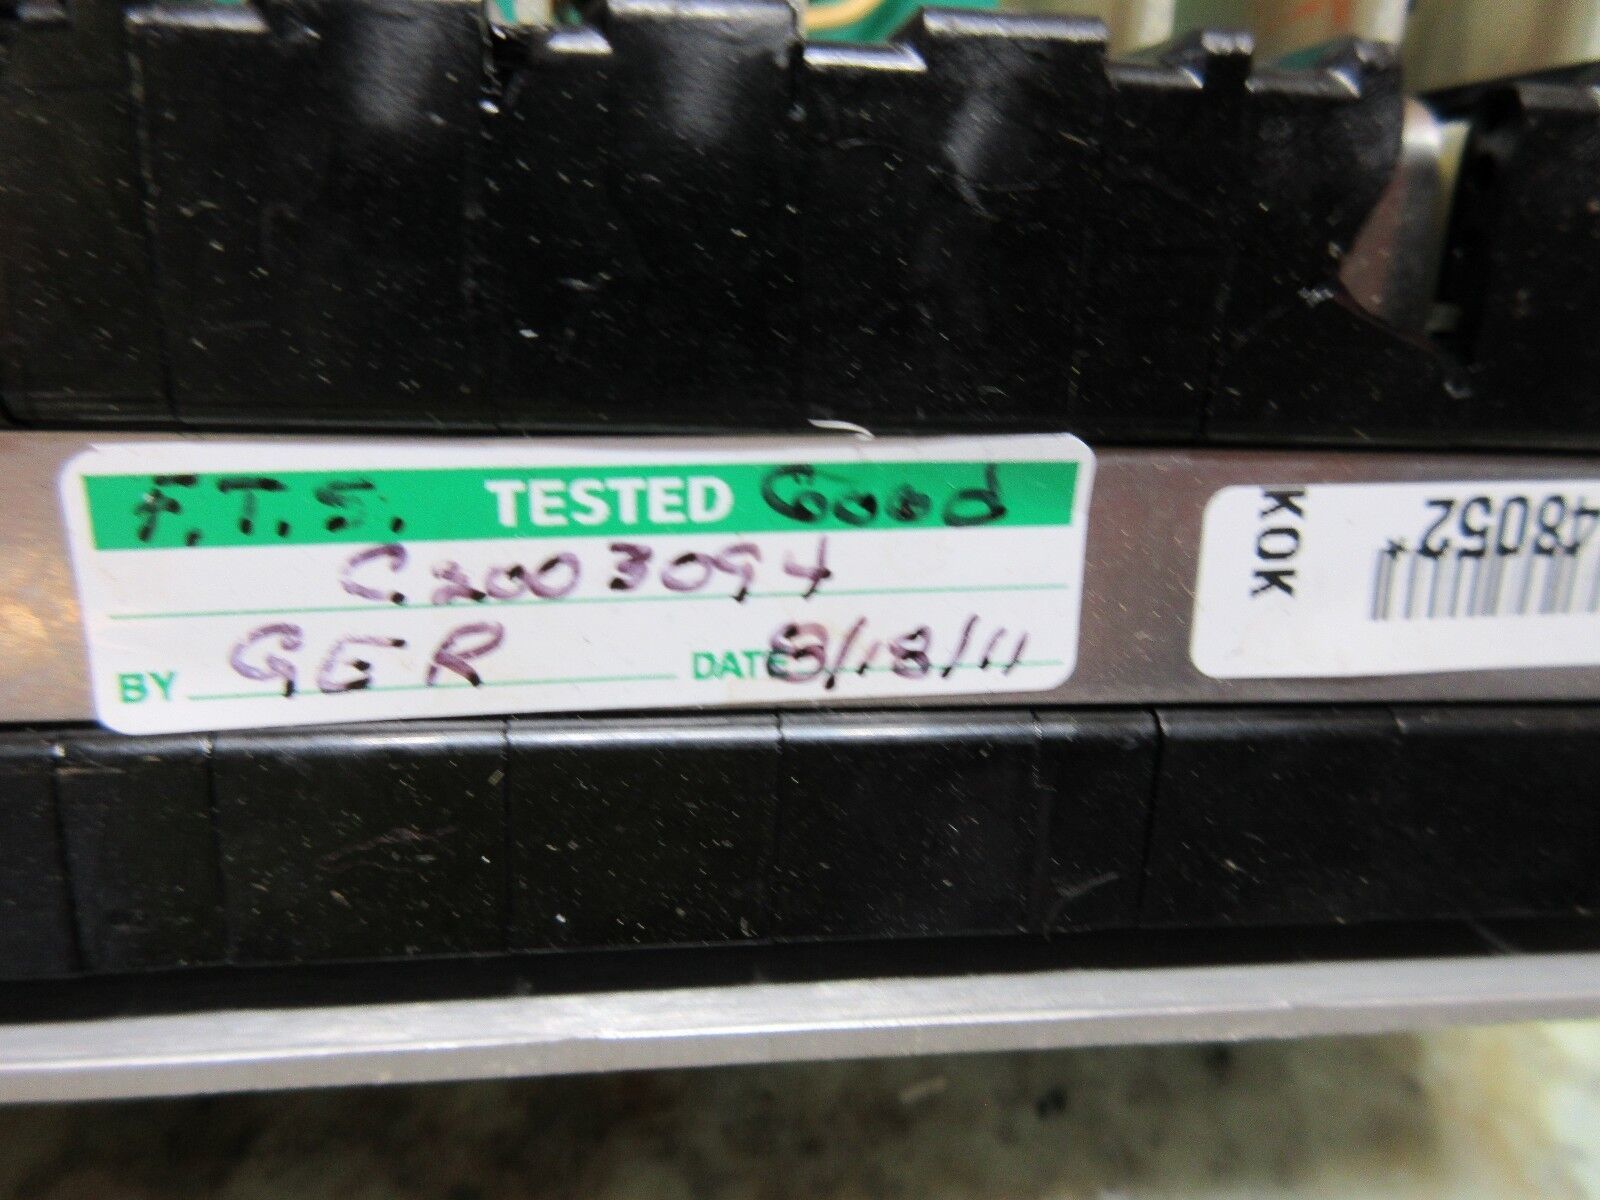 F.T.S. TESTED Good
C2003094
BY GER DATE 8/18/11
KOK
48052*